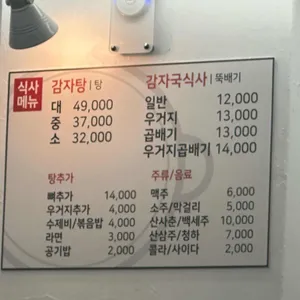 식사
메뉴
감자탕 | 탕
대 49,000
중 37,000
소 32,000
감자국식사 | 뚝배기
일반 12,000
우거지 13,000
곱배기 13,000
우거지곱배기 14,000
탕추가
뼈추가 14,000
우거지추가 4,000
수제비/볶음밥 4,000
라면 3,000
공기밥 2,000
주류/음료
맥주 6,000
소주/막걸리 5,000
산사춘/백세주 10,000
산삼주/청하 7,000
콜라/사이다 2,000